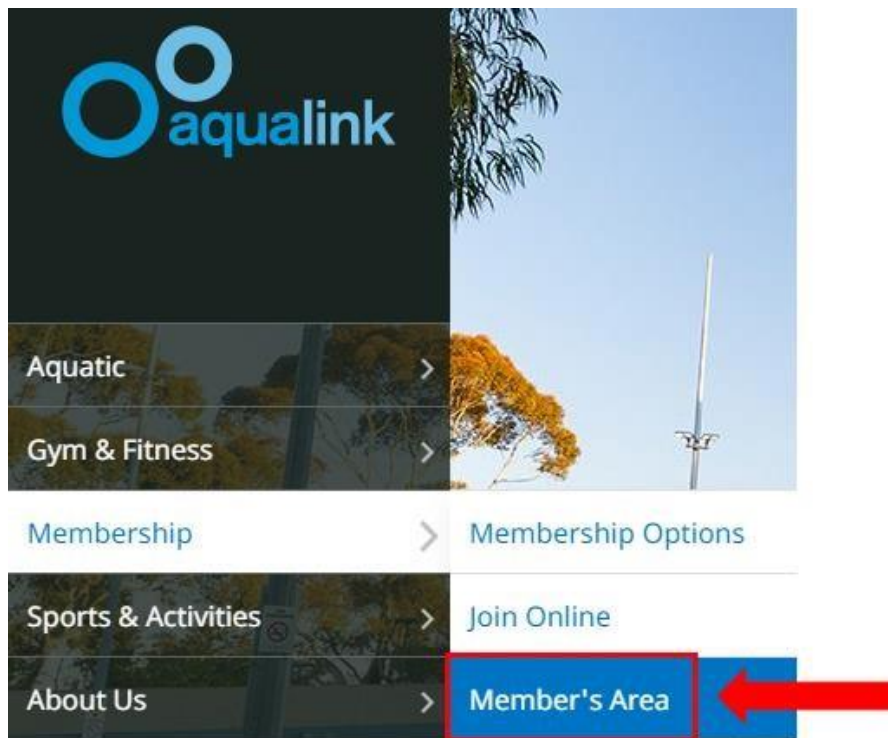 aqualink
Aquatic
Gym & Fitness
Membership
Membership Options
Sports & Activities
Join Online
About Us
Member's Area